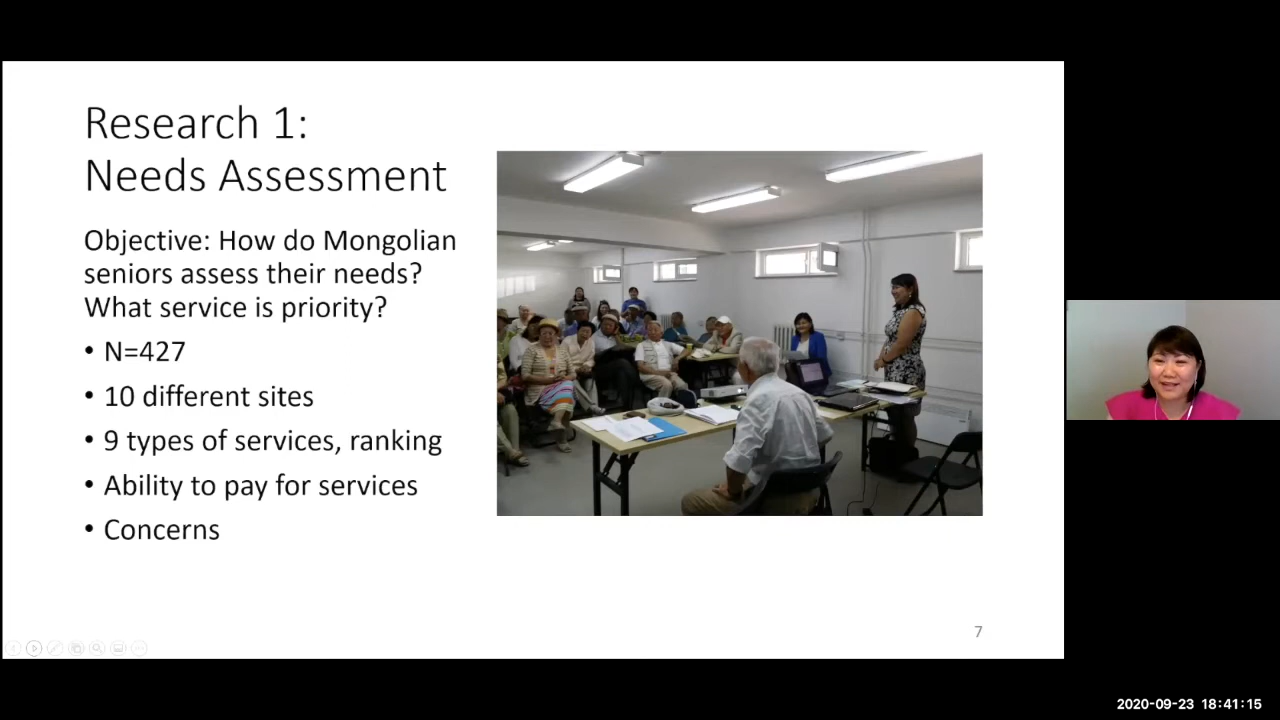 Research 1:
Needs Assessment
Objective: How do Mongolian
seniors assess their needs?
What service is priority?
• N=427
• 10 different sites
• 9 types of services, ranking
• Ability to pay for services
• Concerns
7
2020-09-23 18:41:15